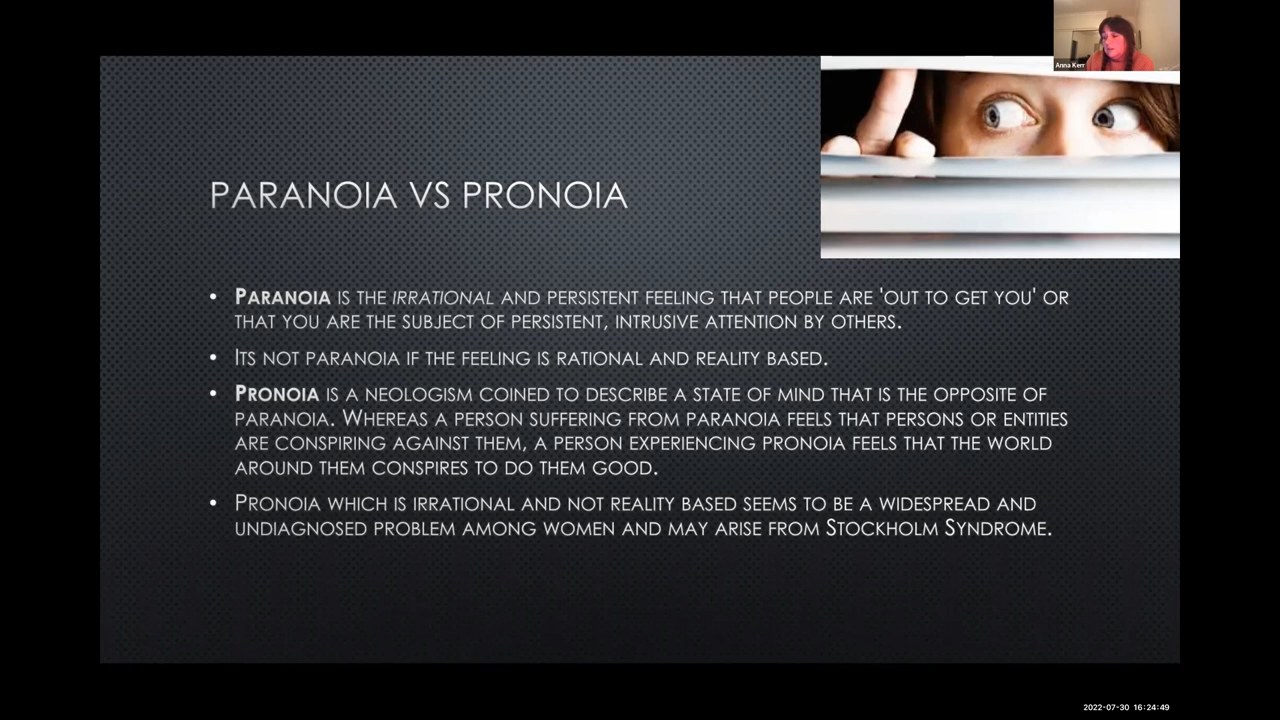 Anna Kerr
PARANOIA VS PRONOIA
• PARANOIA IS THE IRRATIONAL AND PERSISTENT FEELING THAT PEOPLE ARE 'OUT TO GET YOU' OR
THAT YOU ARE THE SUBJECT OF PERSISTENT, INTRUSIVE ATTENTION BY OTHERS.
• ITS NOT PARANOIA IF THE FEELING IS RATIONAL AND REALITY BASED.
• PRONOIA IS A NEOLOGISM COINED TO DESCRIBE A STATE OF MIND THAT IS THE OPPOSITE OF
PARANOIA. WHEREAS A PERSON SUFFERING FROM PARANOIA FEELS THAT PERSONS OR ENTITIES
ARE CONSPIRING AGAINST THEM, A PERSON EXPERIENCING PRONOIA FEELS THAT THE WORLD
AROUND THEM CONSPIRES TO DO THEM GOOD.
• PRONOIA WHICH IS IRRATIONAL AND NOT REALITY BASED SEEMS TO BE A WIDESPREAD AND
UNDIAGNOSED PROBLEM AMONG WOMEN AND MAY ARISE FROM STOCKHOLM SYNDROME.
2022-07-30 16:24:49